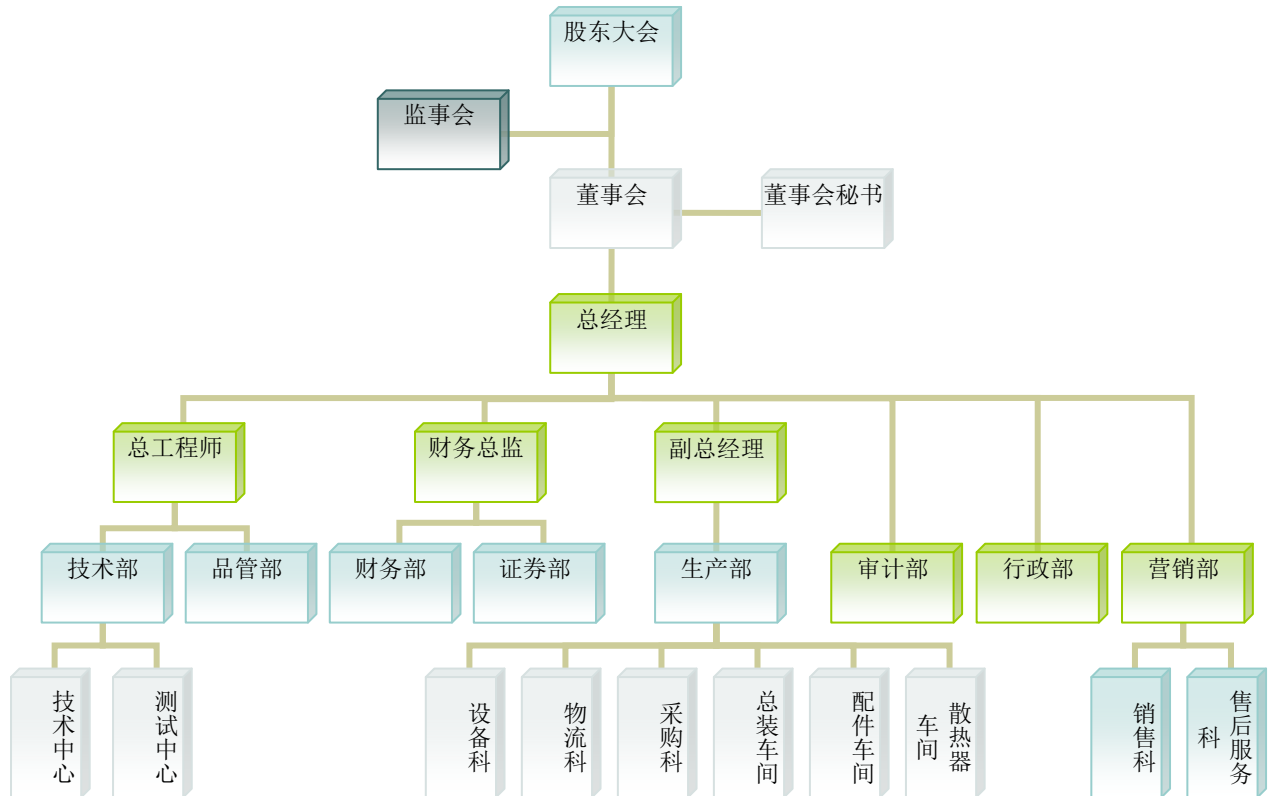 股东大会
监事会
董事会
董事会秘书
总经理
总工程师
财务总监
副总经理
技术部
品管部
财务部
证券部
生产部
审计部
行政部
营销部
技术中心
测试中心
设备科
物流科
采购科
总装车间
配件车间
散热器
车间
销售科
售后服务
科